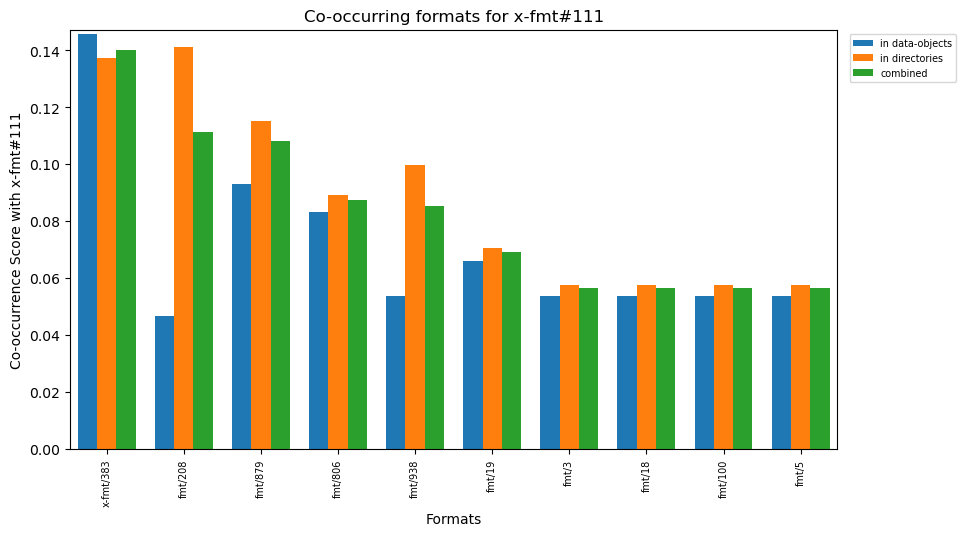 Co-occurring formats for x-fmt#111
in data-objects
in directories
combined
Co-occurrence Score with x-fmt#111
0.14
0.12
0.10
0.08
0.06
0.04
0.02
0.00
x-fmt/383
fmt/208
fmt/879
fmt/806
fmt/938
fmt/19
fmt/3
fmt/18
fmt/100
fmt/5
Formats